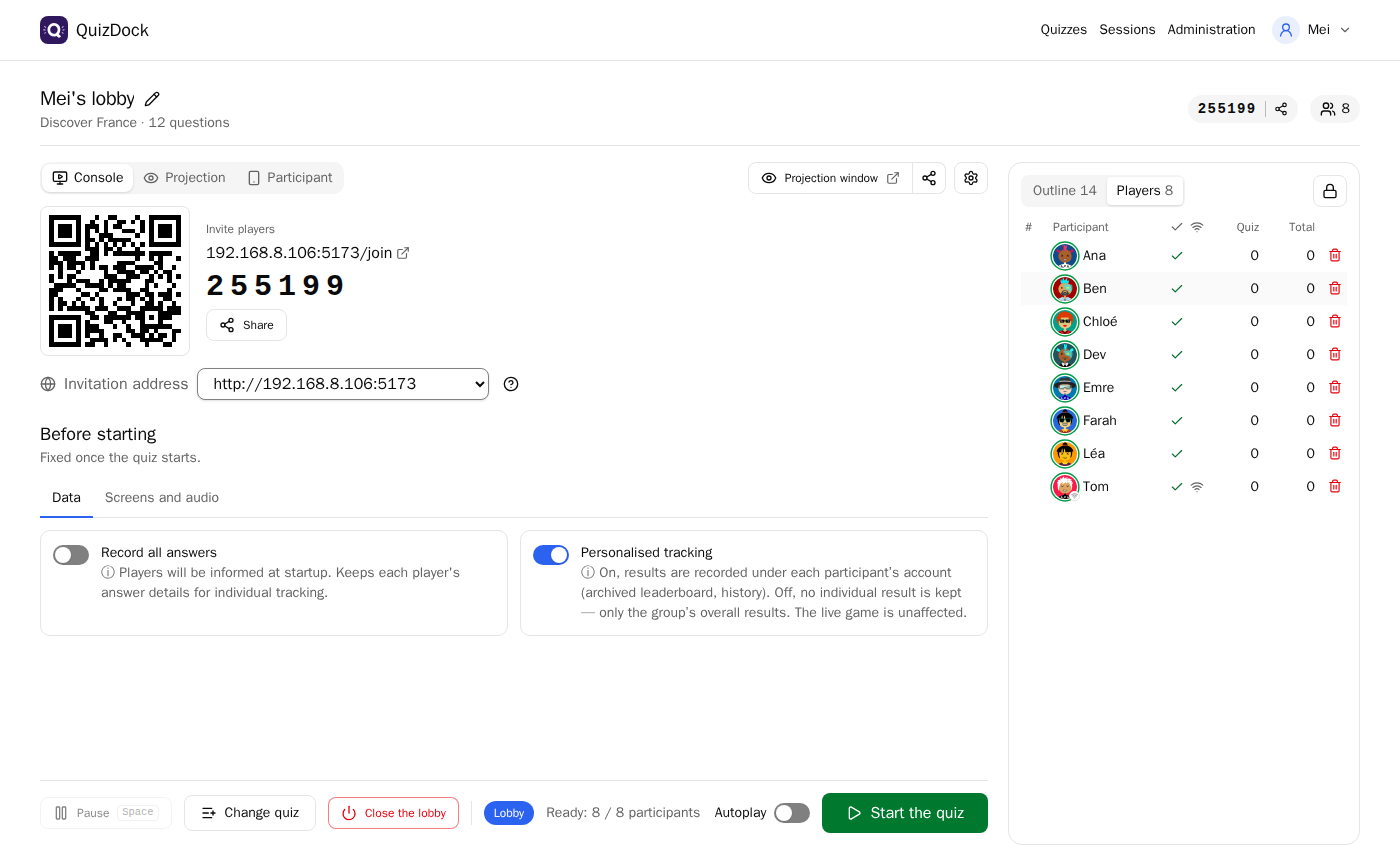 QuizDock
Quizzes Sessions Administration Mei
Mei's lobby
Discover France · 12 questions
255199 8
Console Projection Participant
Projection window
Invite players
192.168.8.106:5173/join
255199
Share
Invitation address http://192.168.8.106:5173
Before starting
Fixed once the quiz starts.
Data Screens and audio
Record all answers
ⓘ Players will be informed at startup. Keeps each player's
answer details for individual tracking.
Personalised tracking
ⓘ On, results are recorded under each participant's account
(archived leaderboard, history). Off, no individual result is kept
— only the group's overall results. The live game is unaffected.
Pause Space Change quiz Close the lobby Lobby Ready: 8 / 8 participants Autoplay Start the quiz
Outline 14 Players 8
# Participant Quiz Total
Ana 0 0
Ben 0 0
Chloé 0 0
Dev 0 0
Emre 0 0
Farah 0 0
Léa 0 0
Tom 0 0